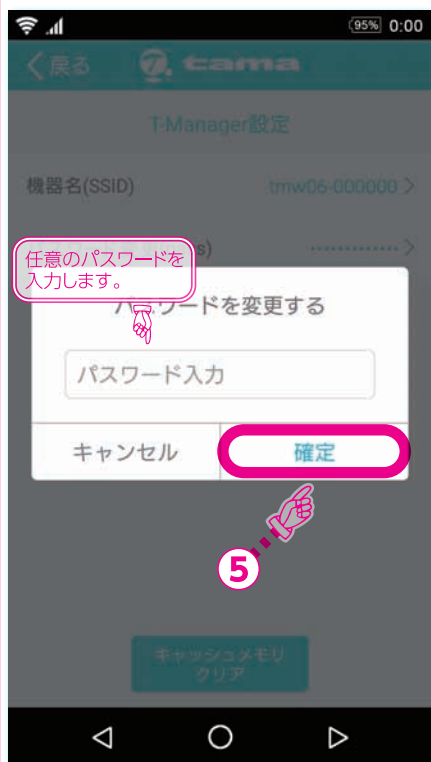 95% 0:00
戻る tama
T-Manager設定
機器名(SSID) tmw06-000000
任意のパスワードを
入力します。
s)
パスワードを変更する
パスワード入力
キャンセル 確定
5
キャッシュメモリ
クリア